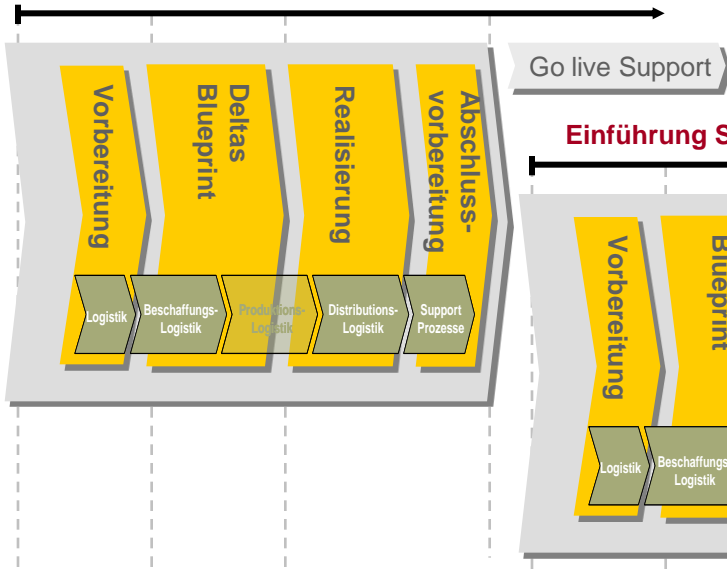 Go live Support
Einführung S
Vorbereitung
Deltas
Blueprint
Realisierung
Abschluss-
vorbereitung
Logistik
Beschaffungs-
Logistik
Produktions-
Logistik
Distributions-
Logistik
Support
Prozesse
Vorbereitung
Blueprint
Logistik
Beschaffungs
Logistik